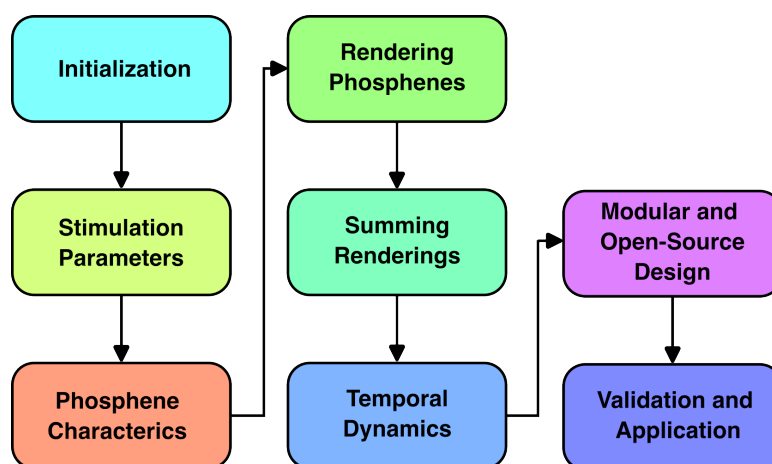 Initialization
Stimulation
Parameters
Phosphene
Characterics
Rendering
Phosphenes
Summing
Renderings
Temporal
Dynamics
Modular and
Open-Source
Design
Validation and
Application